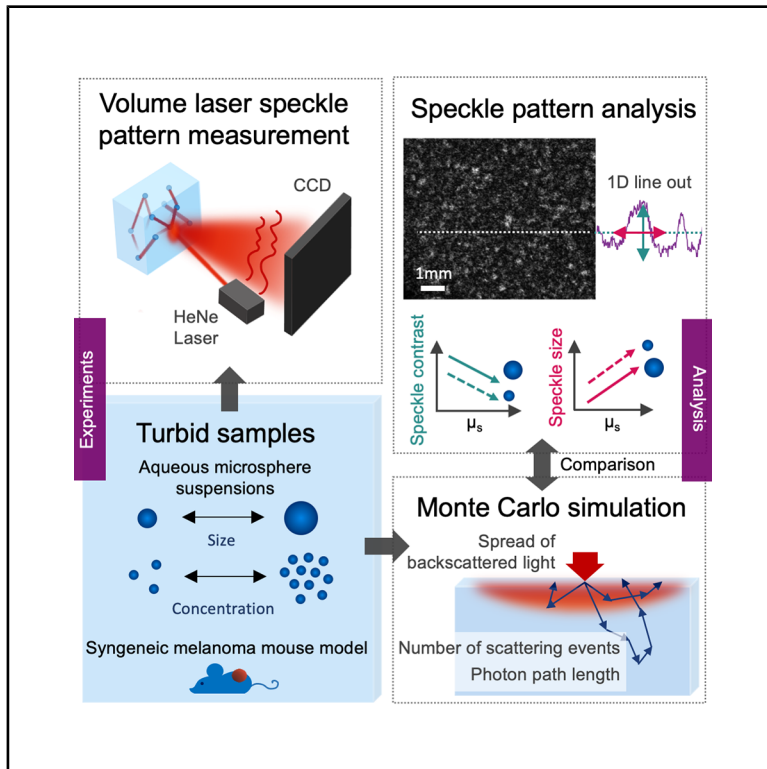 Volume laser speckle
pattern measurement
CCD
HeNe
Laser
Experiments
Turbid samples
Aqueous microsphere
suspensions
Size
Concentration
Syngeneic melanoma mouse model
Speckle pattern analysis
1D line out
1mm
Speckle contrast
μs
Speckle size
μs
Analysis
Comparison
Monte Carlo simulation
Spread of
backscattered light
Number of scattering events
Photon path length